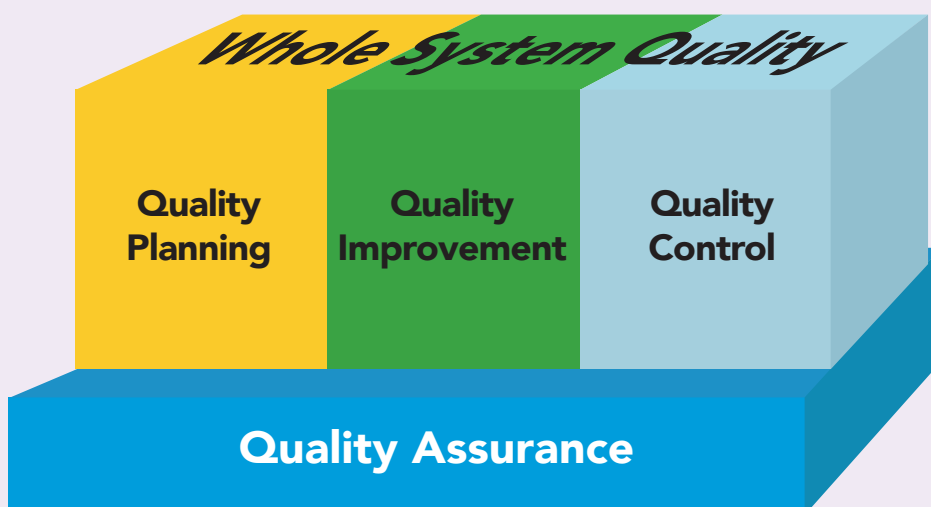 Whole System Quality
Quality
Planning
Quality
Improvement
Quality
Control
Quality Assurance